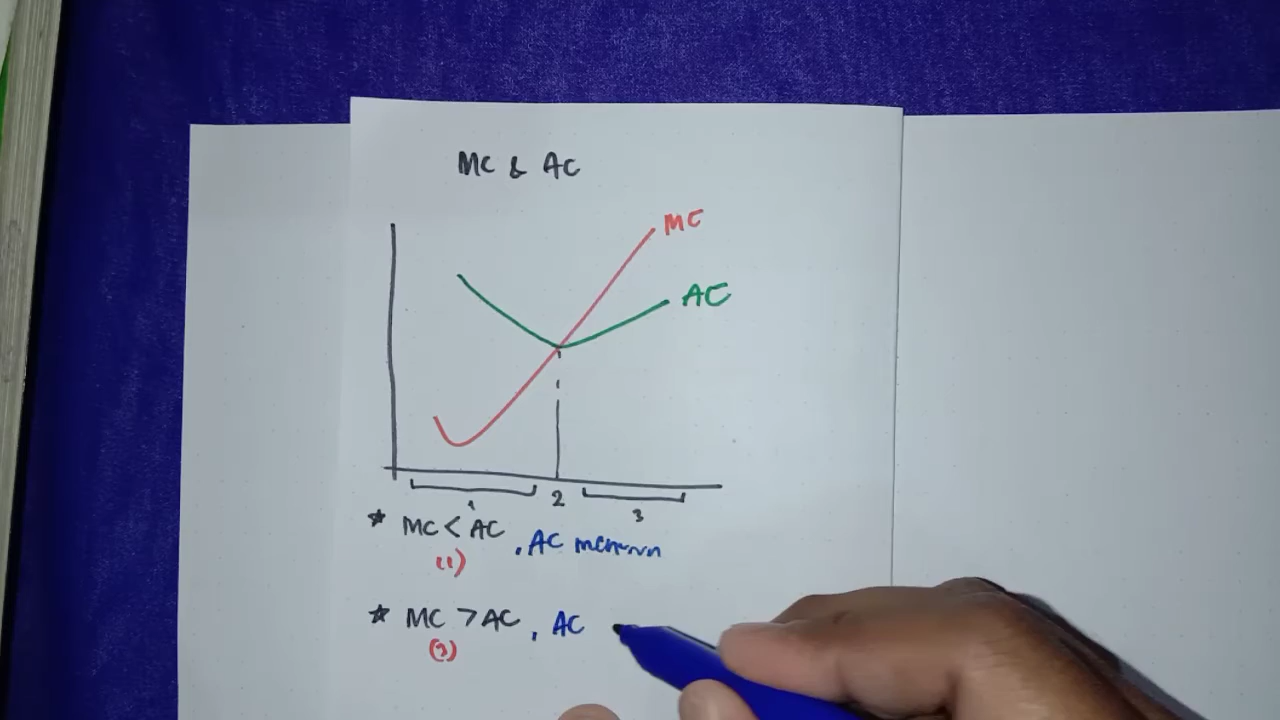 MC & AC
MC
AC
1
2
3
* MC < AC , AC menurun
(1)
* MC > AC , AC
(3)